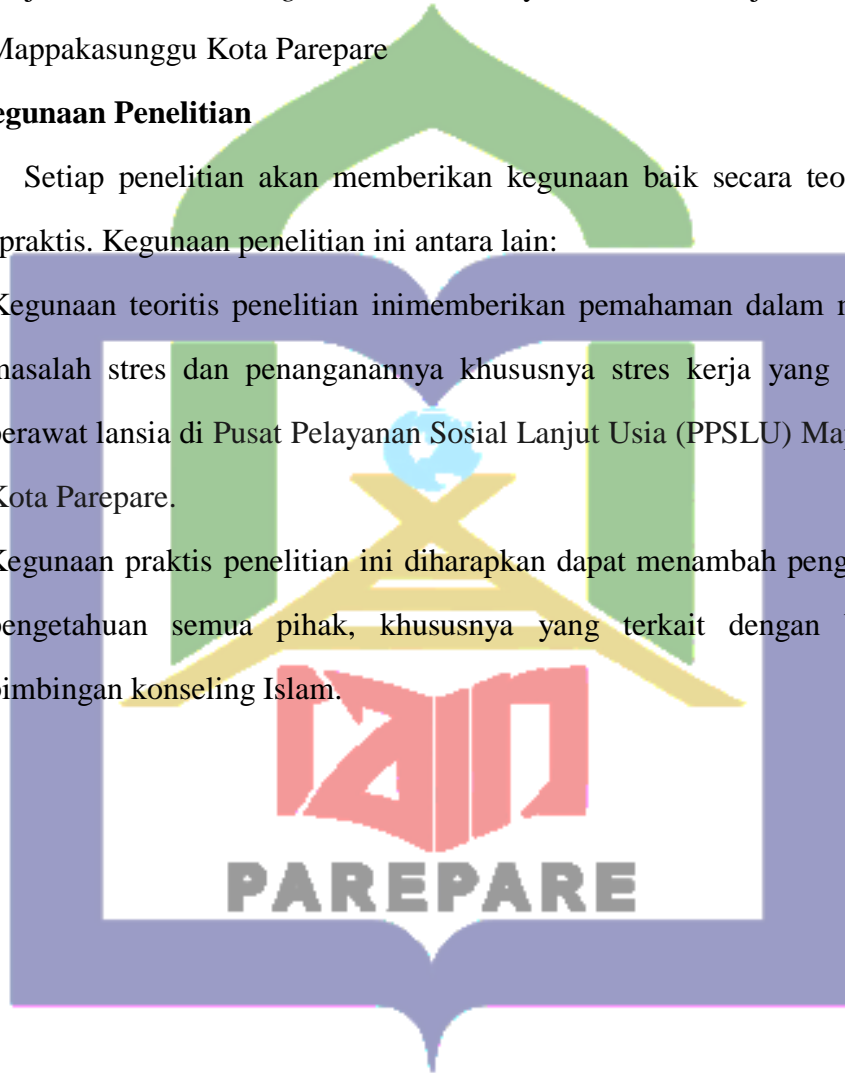 Mappakasunggu Kota Parepare
egunaan Penelitian
Setiap penelitian akan memberikan kegunaan baik secara teo
praktis. Kegunaan penelitian ini antara lain:
Kegunaan teoritis penelitian inimemberikan pemahaman dalam
masalah stres dan penanganannya khususnya stres kerja yang
perawat lansia di Pusat Pelayanan Sosial Lanjut Usia (PPSLU) Ma
Kota Parepare.
Kegunaan praktis penelitian ini diharapkan dapat menambah peng
pengetahuan semua pihak, khususnya yang terkait dengan
bimbingan konseling Islam.
PAREPARE